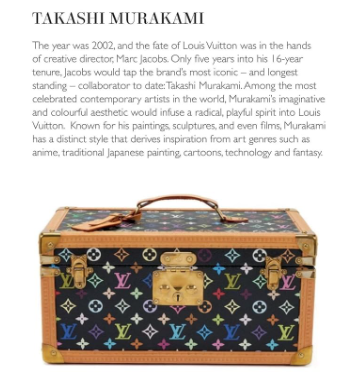 TAKASHI MURAKAMI
The year was 2002, and the fate of Louis Vuitton was in the hands
of creative director, Marc Jacobs. Only five years into his 16-year
tenure, Jacobs would tap the brand's most iconic – and longest
standing – collaborator to date: Takashi Murakami. Among the most
celebrated contemporary artists in the world, Murakami's imaginative
and colourful aesthetic would infuse a radical, playful spirit into Louis
Vuitton. Known for his paintings, sculptures, and even films, Murakami
has a distinct style that derives inspiration from art genres such as
anime, traditional Japanese painting, cartoons, technology and fantasy.